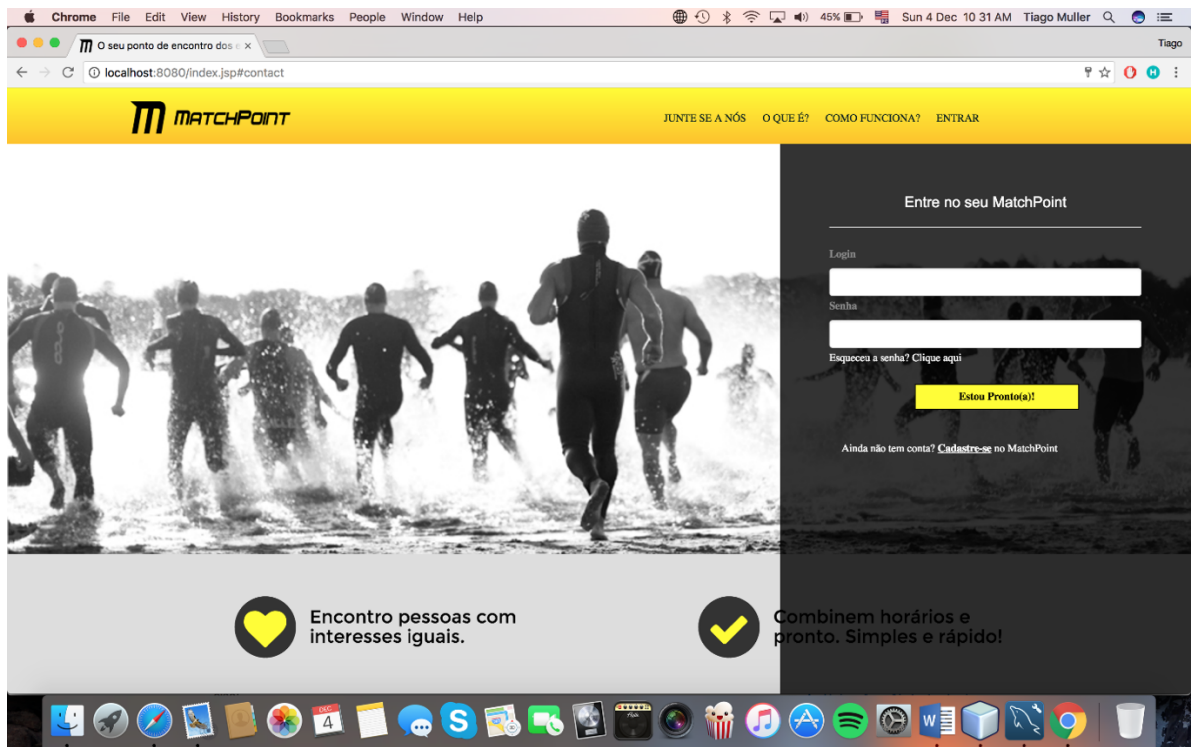 Chrome File Edit View History Bookmarks People Window Help 45% Sun 4 Dec 10 31 AM Tiago Muller
O seu ponto de encontro dos e Tiago
localhost:8080/index.jsp#contact
MATCHPOINT JUNTE SE A NÓS O QUE É? COMO FUNCIONA? ENTRAR
Entre no seu MatchPoint
Login
Senha
Esqueceu a senha? Clique aqui
Estou Pronto(a)!
Ainda não tem conta? Cadastre-se no MatchPoint
Encontro pessoas com
interesses iguais.
Combinem horários e
pronto. Simples e rápido!
DEC
4